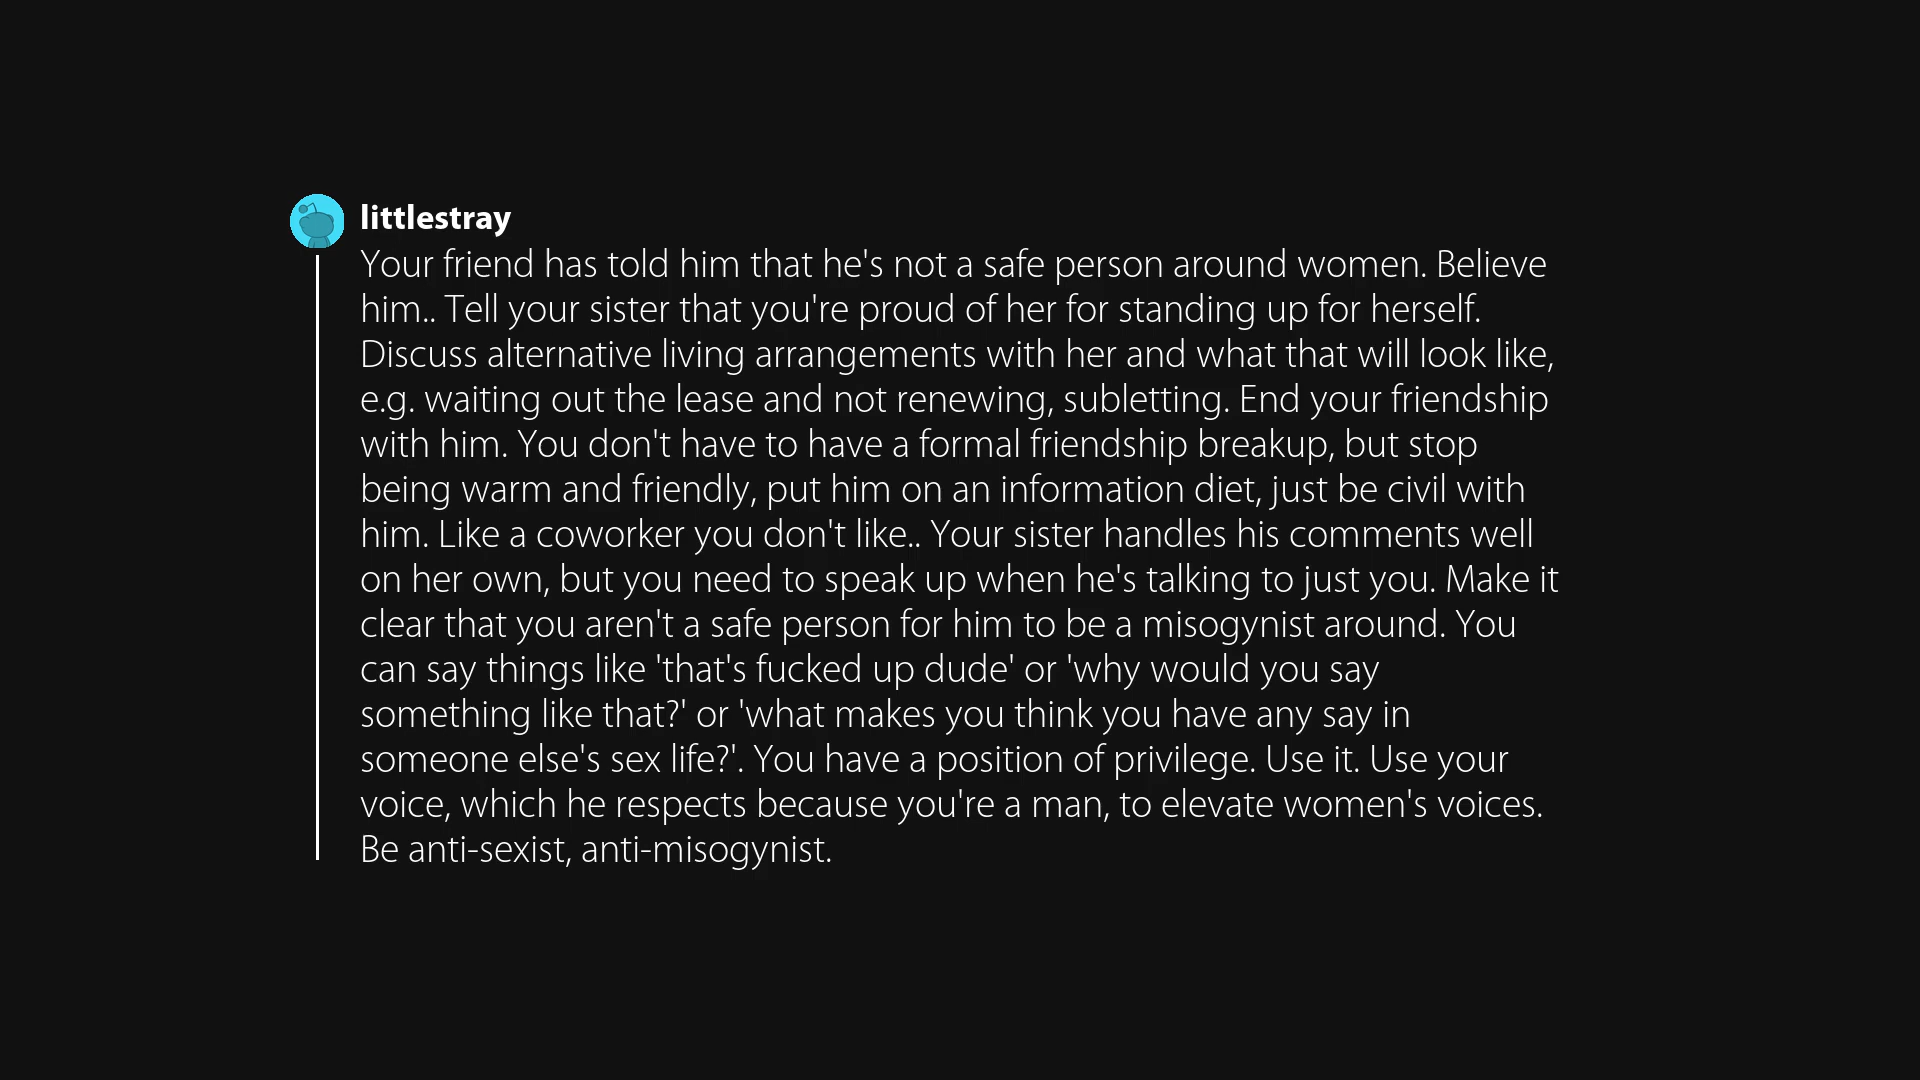 littlestray
Your friend has told him that he's not a safe person around women. Believe
him.. Tell your sister that you're proud of her for standing up for herself.
Discuss alternative living arrangements with her and what that will look like,
e.g. waiting out the lease and not renewing, subletting. End your friendship
with him. You don't have to have a formal friendship breakup, but stop
being warm and friendly, put him on an information diet, just be civil with
him. Like a coworker you don't like.. Your sister handles his comments well
on her own, but you need to speak up when he's talking to just you. Make it
clear that you aren't a safe person for him to be a misogynist around. You
can say things like 'that's fucked up dude' or 'why would you say
something like that?' or 'what makes you think you have any say in
someone else's sex life?'. You have a position of privilege. Use it. Use your
voice, which he respects because you're a man, to elevate women's voices.
Be anti-sexist, anti-misogynist.